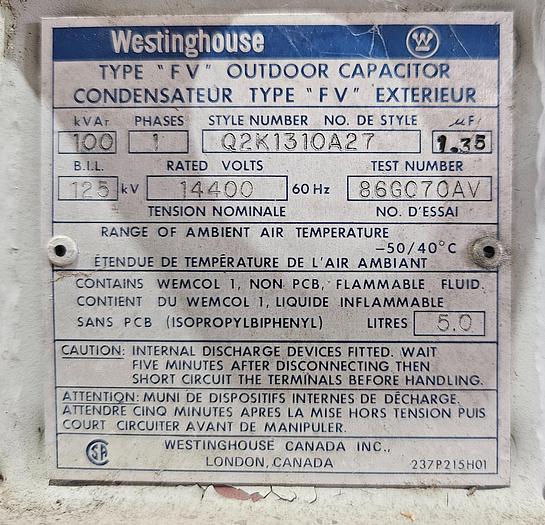 Westinghouse W
TYPE "FV" OUTDOOR CAPACITOR
CONDENSATEUR TYPE "FV" EXTERIEUR
kVAr PHASES STYLE NUMBER NO. DE STYLE µF
100 1 Q2K1310A27 1.35
B.I.L. RATED VOLTS TEST NUMBER
125 kV 14400 60 Hz 86G070AV
TENSION NOMINALE NO. D'ESSAI
RANGE OF AMBIENT AIR TEMPERATURE
-50/40°C
ÉTENDUE DE TEMPÉRATURE DE L'AIR AMBIANT
CONTAINS WEMCOL 1, NON PCB, FLAMMABLE FLUID.
CONTIENT DU WEMCOL 1, LIQUIDE INFLAMMABLE
SANS PCB (ISOPROPYLBIPHENYL) LITRES 5.0
CAUTION: INTERNAL DISCHARGE DEVICES FITTED. WAIT
FIVE MINUTES AFTER DISCONNECTING THEN
SHORT CIRCUIT THE TERMINALS BEFORE HANDLING.
ATTENTION: MUNI DE DISPOSITIFS INTERNES DE DÉCHARGE.
ATTENDRE CINQ MINUTES APRES LA MISE HORS TENSION PUIS
COURT CIRCUITER AVANT DE MANIPULER.
WESTINGHOUSE CANADA INC.,
SA LONDON, CANADA 237P215H01